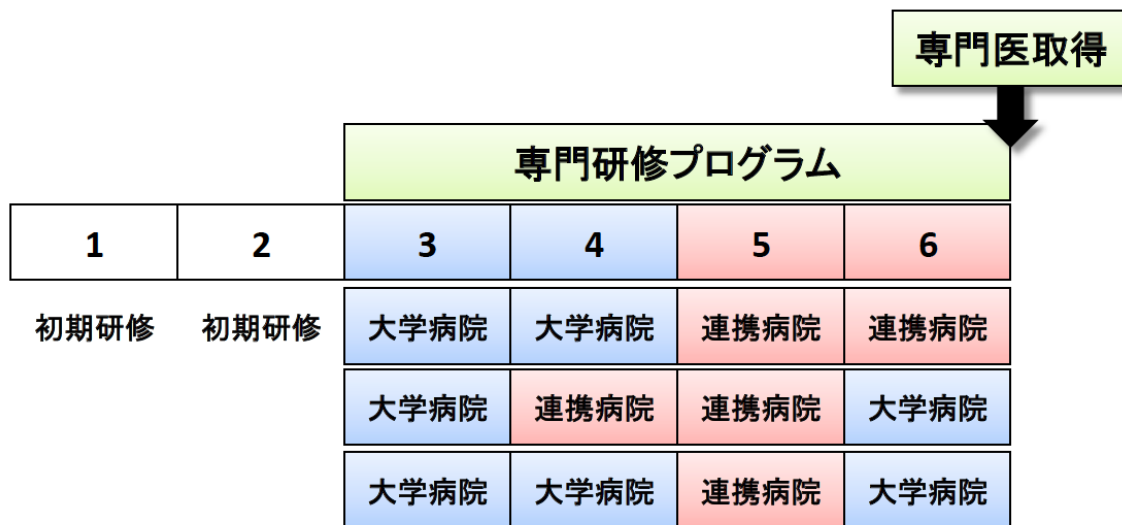 専門医取得
専門研修プログラム
1 2 3 4 5 6
初期研修 初期研修 大学病院 大学病院 連携病院 連携病院
大学病院 連携病院 連携病院 大学病院
大学病院 大学病院 連携病院 大学病院